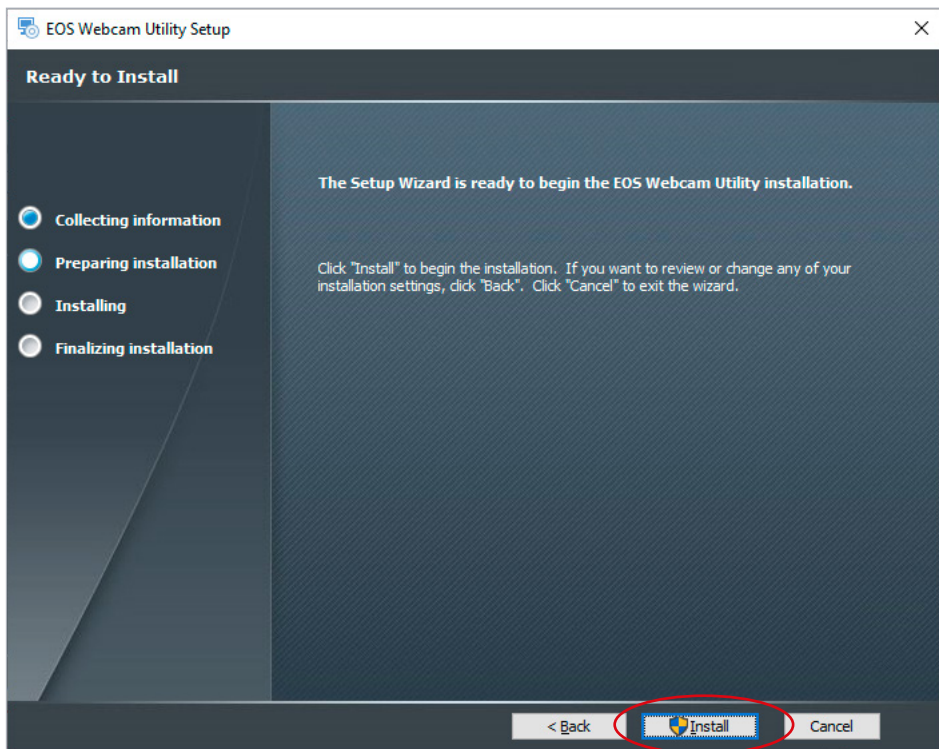 EOS Webcam Utility Setup
Ready to Install
The Setup Wizard is ready to begin the EOS Webcam Utility installation.
Collecting information
Preparing installation
Installing
Finalizing installation
Click "Install" to begin the installation.  If you want to review or change any of your
installation settings, click "Back".  Click "Cancel" to exit the wizard.
< Back
Install
Cancel